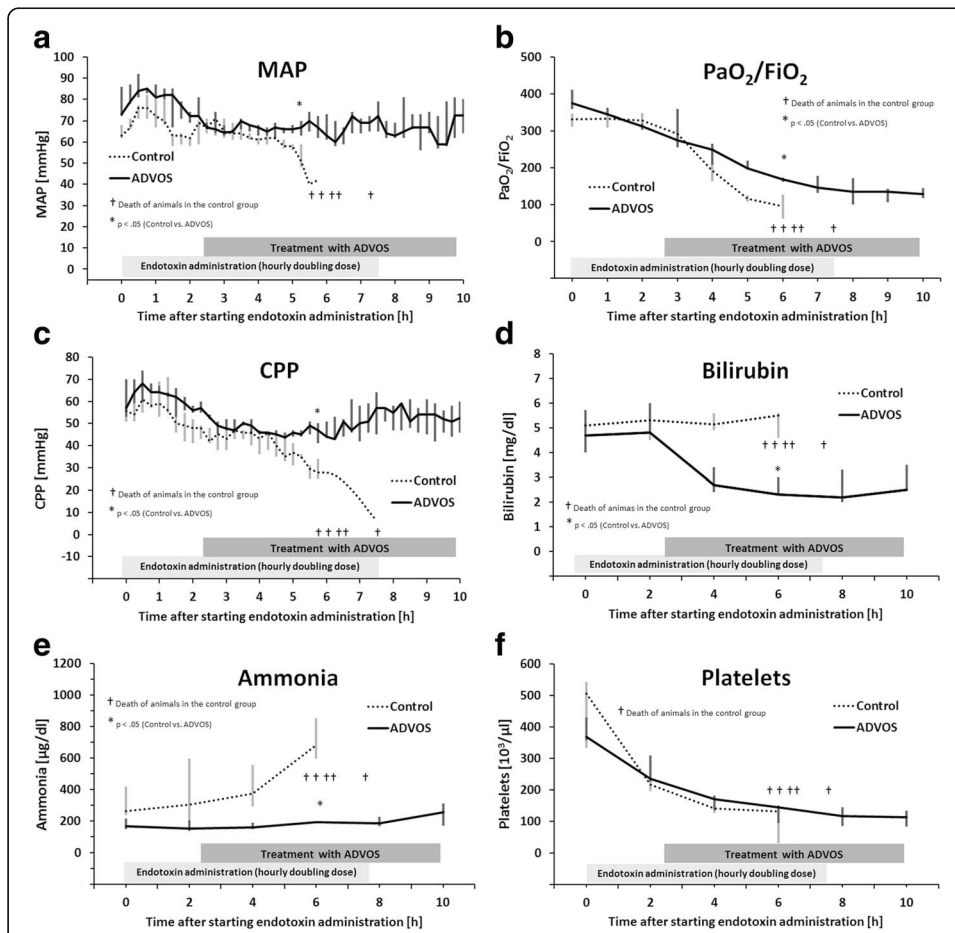 a
MAP
MAP [mmHg]
100
90
80
70
60
50
40
30
20
10
0
Control
ADVOS
*
† † † † †
† Death of animals in the control group
* p < .05 (Control vs. ADVOS)
Treatment with ADVOS
Endotoxin administration (hourly doubling dose)
0 1 2 3 4 5 6 7 8 9 10
Time after starting endotoxin administration [h]
b
PaO2/FiO2
PaO2/FiO2
500
400
300
200
100
0
† Death of animals in the control group
* p < .05 (Control vs. ADVOS)
*
Control
ADVOS
† † † † †
Treatment with ADVOS
Endotoxin administration (hourly doubling dose)
0 1 2 3 4 5 6 7 8 9 10
Time after starting endotoxin administration [h]
c
CPP
CPP [mmHg]
80
70
60
50
40
30
20
10
0
-10
*
Control
ADVOS
† Death of animals in the control group
* p < .05 (Control vs. ADVOS)
† † † † †
Treatment with ADVOS
Endotoxin administration (hourly doubling dose)
0 1 2 3 4 5 6 7 8 9 10
Time after starting endotoxin administration [h]
d
Bilirubin
Bilirubin [mg/dl]
8
7
6
5
4
3
2
1
0
Control
ADVOS
† † † † †
*
† Death of animas in the control group
* p < .05 (Control vs. ADVOS)
Treatment with ADVOS
Endotoxin administration (hourly doubling dose)
0 2 4 6 8 10
Time after starting endotoxin administration [h]
e
Ammonia
Ammonia [µg/dl]
1200
1000
800
600
400
200
0
† Death of animals in the control group
* p < .05 (Control vs. ADVOS)
Control
ADVOS
† † † † †
*
Treatment with ADVOS
Endotoxin administration (hourly doubling dose)
0 2 4 6 8 10
Time after starting endotoxin administration [h]
f
Platelets
Platelets [10³/µl]
600
500
400
300
200
100
0
† Death of animals in the control group
Control
ADVOS
† † † † †
Treatment with ADVOS
Endotoxin administration (hourly doubling dose)
0 2 4 6 8 10
Time after starting endotoxin administration [h]